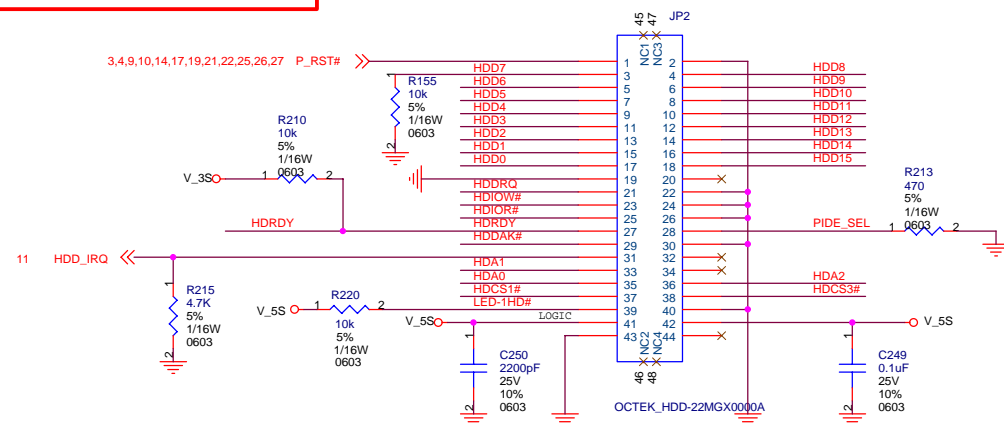 45
47
JP2
NC1
NC3
3,4,9,10,14,17,19,21,22,25,26,27 P_RST#
1 2
HDD7 3 4 HDD8
HDD6 5 6 HDD9
HDD5 7 8 HDD10
HDD4 9 10 HDD11
HDD3 11 12 HDD12
HDD2 13 14 HDD13
HDD1 15 16 HDD14
HDD0 17 18 HDD15
19 20
HDDRQ 21 22
HDIOW# 23 24
HDIOR# 25 26
HDRDY HDRDY 27 28 PIDE_SEL
HDDAK# 29 30
11 HDD_IRQ 31 32
HDA1 33 34
HDA0 35 36 HDA2
HDCS1# 37 38 HDCS3#
LED-1HD# 39 40
LOGIC 41 42
43 44
NC2
NC4
46
48
OCTEK_HDD-22MGX0000A
1
R155
10k
5%
1/16W
0603
2
R210
10k
5%
1/16W
0603
V_3S 1 2
R213
470
5%
1/16W
0603
1 2
1
R215
4.7K
5%
1/16W
0603
2
R220
V_5S 1 2
10k
5%
1/16W
0603
V_5S
1
C250
2200pF
25V
10%
0603
2
V_5S
1
C249
0.1uF
25V
10%
0603
2